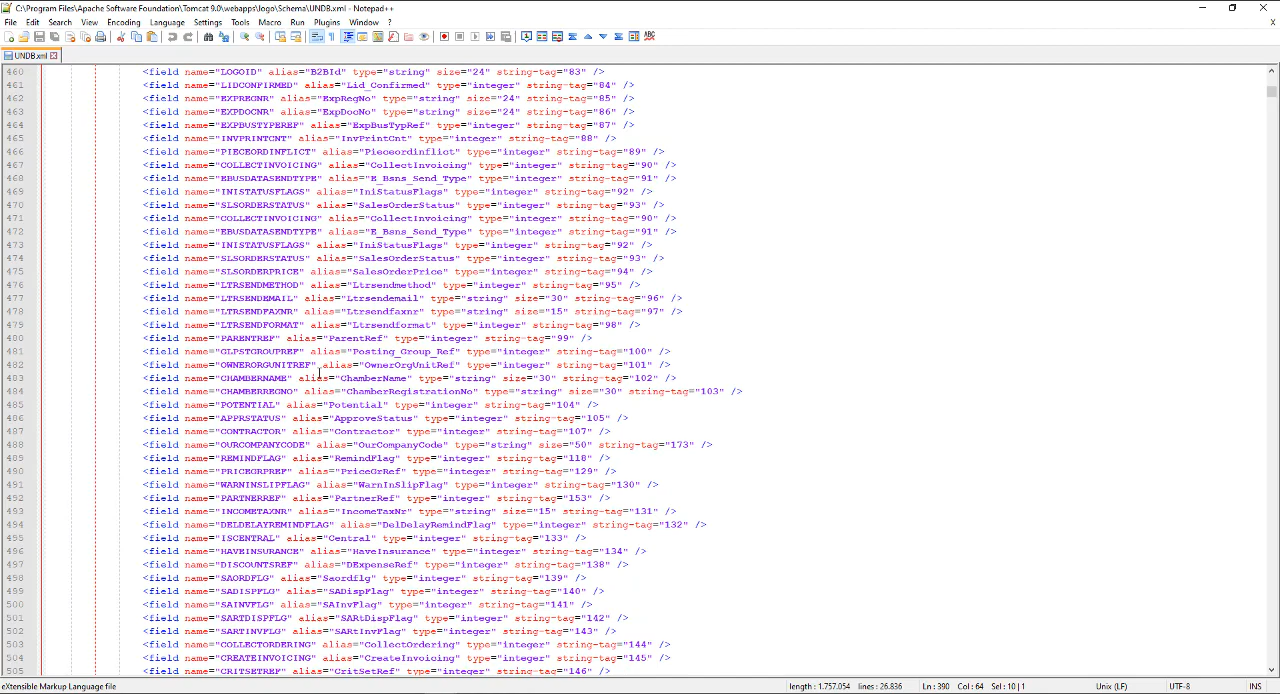 C:\Program Files\Apache Software Foundation\Tomcat 9.0\webapps\logo\Schema\UNDB.xml - Notepad++
File Edit Search View Encoding Language Settings Tools Macro Run Plugins Window ?
UNDB.xml
460 <field name="LOGOID" alias="B2BId" type="string" size="24" string-tag="83" />
461 <field name="LIDCONFIRMED" alias="Lid_Confirmed" type="integer" string-tag="84" />
462 <field name="EXPREGNR" alias="ExpRegNo" type="string" size="24" string-tag="85" />
463 <field name="EXPDOCNR" alias="ExpDocNo" type="string" size="24" string-tag="86" />
464 <field name="EXPBUSTYPEREF" alias="ExpBusTypRef" type="integer" string-tag="87" />
465 <field name="INVPRINTCNT" alias="InvPrintCnt" type="integer" string-tag="88" />
466 <field name="PIECEORDINFLICT" alias="Pieceordinflict" type="integer" string-tag="89" />
467 <field name="COLLECTINVOICING" alias="CollectInvoicing" type="integer" string-tag="90" />
468 <field name="EBUSDATASENDTYPE" alias="E_Bsns_Send_Type" type="integer" string-tag="91" />
469 <field name="INISTATUSFLAGS" alias="IniStatusFlags" type="integer" string-tag="92" />
470 <field name="SLSORDERSTATUS" alias="SalesOrderStatus" type="integer" string-tag="93" />
471 <field name="COLLECTINVOICING" alias="CollectInvoicing" type="integer" string-tag="90" />
472 <field name="EBUSDATASENDTYPE" alias="E_Bsns_Send_Type" type="integer" string-tag="91" />
473 <field name="INISTATUSFLAGS" alias="IniStatusFlags" type="integer" string-tag="92" />
474 <field name="SLSORDERSTATUS" alias="SalesOrderStatus" type="integer" string-tag="93" />
475 <field name="SLSORDERPRICE" alias="SalesOrderPrice" type="integer" string-tag="94" />
476 <field name="LTRSENDMETHOD" alias="Ltrsendmethod" type="integer" string-tag="95" />
477 <field name="LTRSENDEMAIL" alias="Ltrsendemail" type="string" size="30" string-tag="96" />
478 <field name="LTRSENDFAXNR" alias="Ltrsendfaxnr" type="string" size="15" string-tag="97" />
479 <field name="LTRSENDFORMAT" alias="Ltrsendformat" type="integer" string-tag="98" />
480 <field name="PARENTREF" alias="ParentRef" type="integer" string-tag="99" />
481 <field name="GLPSTGROUPREF" alias="Posting_Group_Ref" type="integer" string-tag="100" />
482 <field name="OWNERORGUNITREF" alias="OwnerOrgUnitRef" type="integer" string-tag="101" />
483 <field name="CHAMBERNAME" alias="ChamberName" type="string" size="30" string-tag="102" />
484 <field name="CHAMBERREGNO" alias="ChamberRegistrationNo" type="string" size="30" string-tag="103" />
485 <field name="POTENTIAL" alias="Potential" type="integer" string-tag="104" />
486 <field name="APPRSTATUS" alias="ApproveStatus" type="integer" string-tag="105" />
487 <field name="CONTRACTOR" alias="Contractor" type="integer" string-tag="107" />
488 <field name="OURCOMPANYCODE" alias="OurCompanyCode" type="string" size="50" string-tag="173" />
489 <field name="REMINDFLAG" alias="RemindFlag" type="integer" string-tag="118" />
490 <field name="PRICEGRPREF" alias="PriceGrRef" type="integer" string-tag="129" />
491 <field name="WARNINSLIPFLAG" alias="WarnInSlipFlag" type="integer" string-tag="130" />
492 <field name="PARTNERREF" alias="PartnerRef" type="integer" string-tag="153" />
493 <field name="INCOMETAXNR" alias="IncomeTaxNr" type="string" size="15" string-tag="131" />
494 <field name="DELDELAYREMINDFLAG" alias="DelDelayRemindFlag" type="integer" string-tag="132" />
495 <field name="ISCENTRAL" alias="Central" type="integer" string-tag="133" />
496 <field name="HAVEINSURANCE" alias="HaveInsurance" type="integer" string-tag="134" />
497 <field name="DISCOUNTSREF" alias="DExpenseRef" type="integer" string-tag="138" />
498 <field name="SAORDFLG" alias="Saordflg" type="integer" string-tag="139" />
499 <field name="SADISPFLG" alias="SADispFlag" type="integer" string-tag="140" />
500 <field name="SAINVFLG" alias="SAInvFlag" type="integer" string-tag="141" />
501 <field name="SARTDISPFLG" alias="SARtDispFlag" type="integer" string-tag="142" />
502 <field name="SARTINVFLG" alias="SARtInvFlag" type="integer" string-tag="143" />
503 <field name="COLLECTORDERING" alias="CollectOrdering" type="integer" string-tag="144" />
504 <field name="CREATEINVOICING" alias="CreateInvoicing" type="integer" string-tag="145" />
505 <field name="CRITSETREF" alias="CritSetRef" type="integer" string-tag="146" />
eXtensible Markup Language file length : 1.757.054 lines : 26.836 Ln : 390 Col : 64 Sel : 10 | 1 Unix (LF) UTF-8 INS